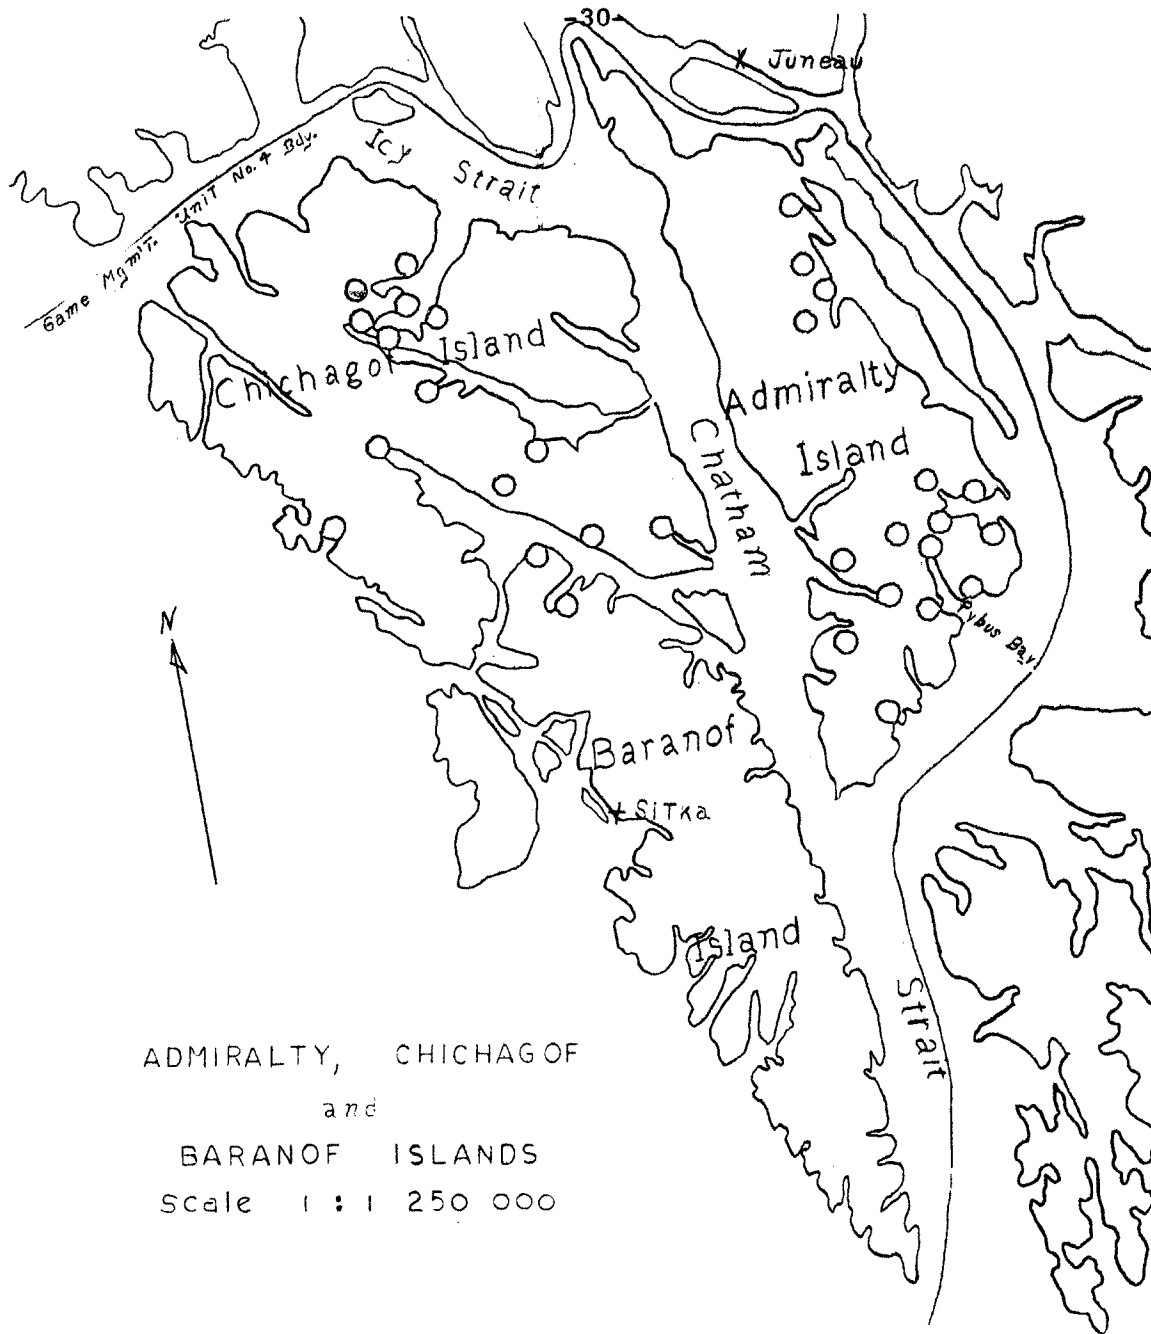 -30-
x Juneau
Icy Strait
Game Mgm'T. UniT No. 4 Bdy.
Chichagof Island
Admiralty
Island
Chatham
Pybus Bay
N
Baranof
+ SiTKa
Island
Strait
ADMIRALTY, CHICHAGOF
and
BARANOF ISLANDS
Scale 1 : 1 250 000